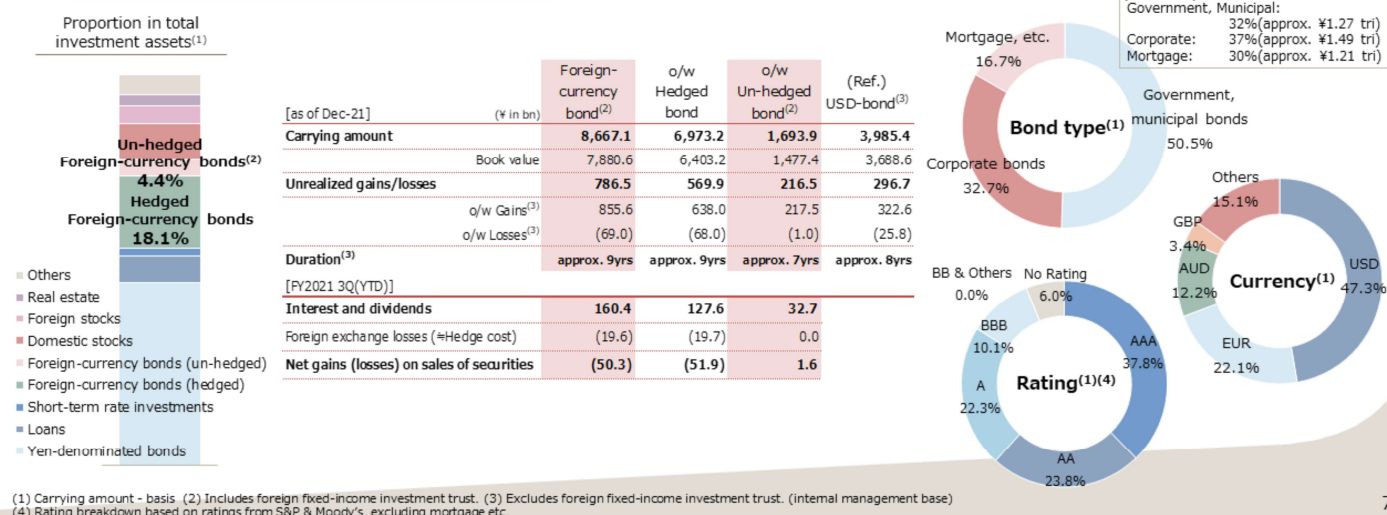 Proportion in total
investment assets(1)
Un-hedged
Foreign-currency bonds(2)
4.4%
Hedged
Foreign-currency bonds
18.1%
Others
Real estate
Foreign stocks
Domestic stocks
Foreign-currency bonds (un-hedged)
Foreign-currency bonds (hedged)
Short-term rate investments
Loans
Yen-denominated bonds
[as of Dec-21] (¥ in bn) Foreign-currency bond(2) o/w Hedged bond o/w Un-hedged bond(2) (Ref.) USD-bond(3)
Carrying amount 8,667.1 6,973.2 1,693.9 3,985.4
Book value 7,880.6 6,403.2 1,477.4 3,688.6
Unrealized gains/losses 786.5 569.9 216.5 296.7
o/w Gains(3) 855.6 638.0 217.5 322.6
o/w Losses(3) (69.0) (68.0) (1.0) (25.8)
Duration(3) approx. 9yrs approx. 9yrs approx. 7yrs approx. 8yrs
[FY2021 3Q(YTD)]
Interest and dividends 160.4 127.6 32.7
Foreign exchange losses (≒Hedge cost) (19.6) (19.7) 0.0
Net gains (losses) on sales of securities (50.3) (51.9) 1.6
Government, Municipal:
32%(approx. ¥1.27 tri)
Corporate: 37%(approx. ¥1.49 tri)
Mortgage: 30%(approx. ¥1.21 tri)
Bond type(1)
Mortgage, etc.
16.7%
Government,
municipal bonds
50.5%
Corporate bonds
32.7%
Currency(1)
Others
15.1%
GBP
3.4%
AUD
12.2%
EUR
22.1%
USD
47.3%
Rating(1)(4)
BB & Others
0.0%
No Rating
6.0%
BBB
10.1%
A
22.3%
AA
23.8%
AAA
37.8%
(1) Carrying amount - basis (2) Includes foreign fixed-income investment trust. (3) Excludes foreign fixed-income investment trust. (internal management base)
(4) Rating breakdown based on ratings from S&P & Moody's, excluding mortgage etc
7